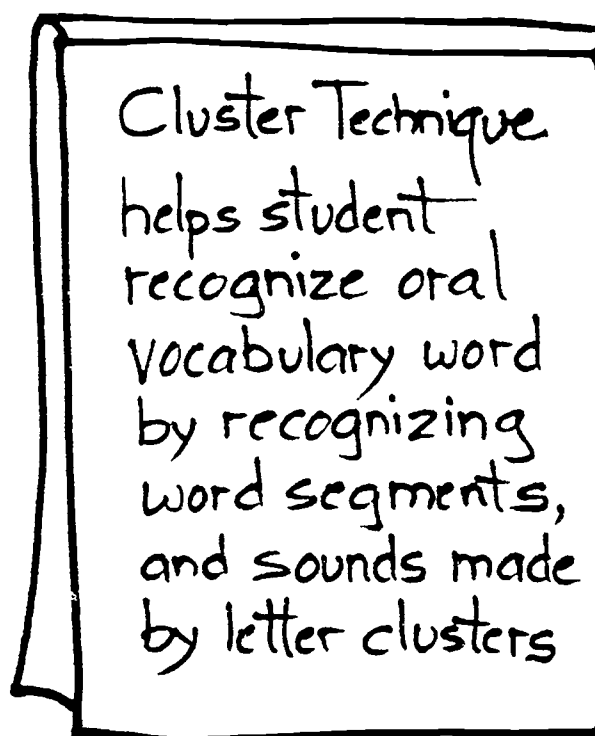 Cluster Technique
helps student
recognize oral
vocabulary word
by recognizing
word segments,
and sounds made
by letter clusters